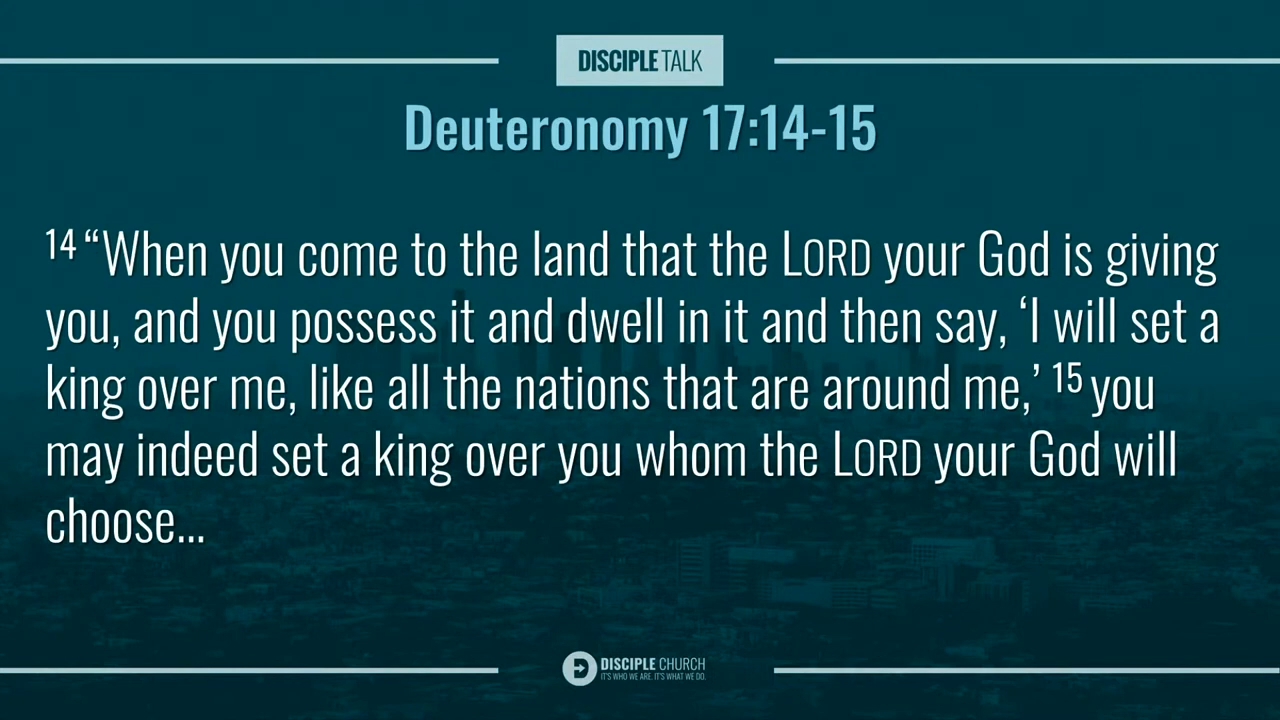 DISCIPLE TALK
Deuteronomy 17:14-15
14 “When you come to the land that the LORD your God is giving
you, and you possess it and dwell in it and then say, ‘I will set a
king over me, like all the nations that are around me,’ 15 you
may indeed set a king over you whom the LORD your God will
choose...
DISCIPLE CHURCH
IT'S WHO WE ARE. IT'S WHAT WE DO.